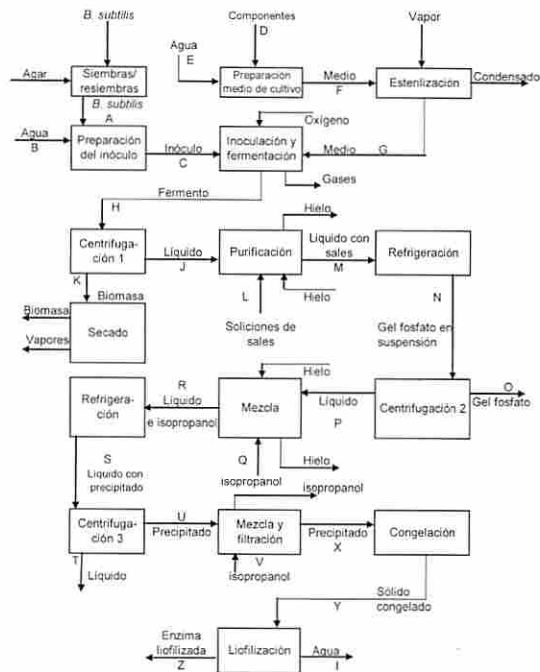 B. subtilis
Componentes
D
Vapor
Agua
E
Agar
Siembras/
resiembras
Preparación
medio de cultivo
Medio
F
Esterilización
Condensado
B. subtilis
A
Oxígeno
Agua
B
Preparación
del inóculo
Inóculo
C
Inoculación y
fermentación
Medio
G
Gases
Fermento
H
Hielo
Centrifuga-
ción 1
Líquido
J
Purificación
Líquido con
sales
M
Refrigeración
K
Biomasa
L
Hielo
N
Biomasa
Vapores
Secado
Soliciones de
sales
Gel fosfato en
suspensión
Hielo
Refrigera-
ción
R
Líquido
e isopropanol
Mezcla
Líquido
P
Centrifugación 2
O
Gel fosfato
S
Líquido con
precipitado
Q
isopropanol
Hielo
isopropanol
Centrifuga-
ción 3
U
Precipitado
Mezcla y
filtración
Precipitado
X
Congelación
T
Líquido
V
isopropanol
Y
Sólido
congelado
Enzima
liofilizada
Z
Liofilización
Agua
I